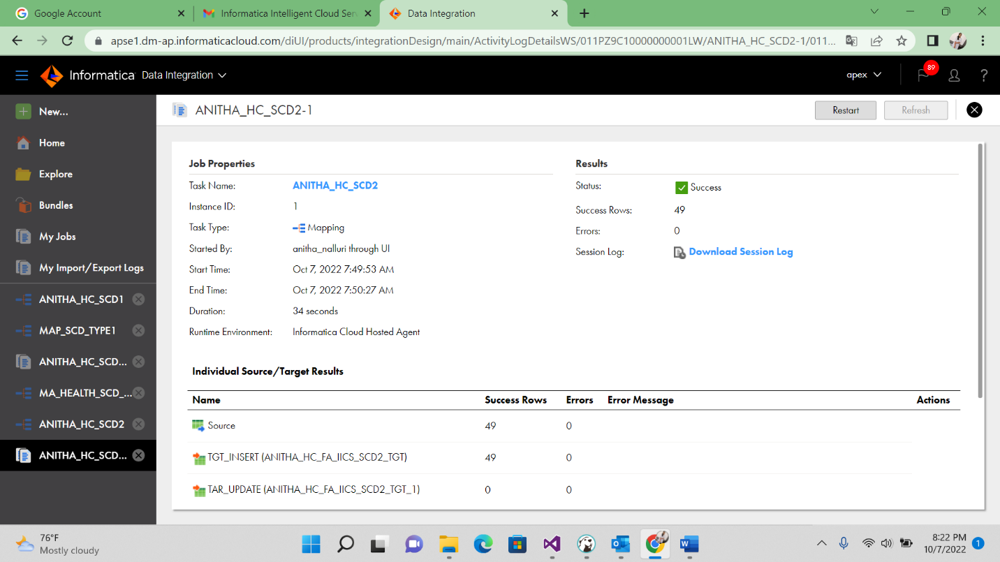 Google Account
Informatica Intelligent Cloud Serv
Data Integration
apse1.dm-ap.informaticacloud.com/diUI/products/integrationDesign/main/ActivityLogDetailsWS/011PZ9C10000000001LW/ANITHA_HC_SCD2-1/011...
Informatica Data Integration
apex
89
?
New...
Home
Explore
Bundles
My Jobs
My Import/Export Logs
ANITHA_HC_SCD1
MAP_SCD_TYPE1
ANITHA_HC_SCD...
MA_HEALTH_SCD_...
ANITHA_HC_SCD2
ANITHA_HC_SCD...
ANITHA_HC_SCD2-1
Restart
Refresh
Job Properties
Task Name: ANITHA_HC_SCD2
Instance ID: 1
Task Type: Mapping
Started By: anitha_nalluri through UI
Start Time: Oct 7, 2022 7:49:53 AM
End Time: Oct 7, 2022 7:50:27 AM
Duration: 34 seconds
Runtime Environment: Informatica Cloud Hosted Agent
Results
Status: Success
Success Rows: 49
Errors: 0
Session Log: Download Session Log
Individual Source/Target Results
Name Success Rows Errors Error Message Actions
Source 49 0
TGT_INSERT (ANITHA_HC_FA_IICS_SCD2_TGT) 49 0
TAR_UPDATE (ANITHA_HC_FA_IICS_SCD2_TGT_1) 0 0
76°F
Mostly cloudy
8:22 PM
10/7/2022
1